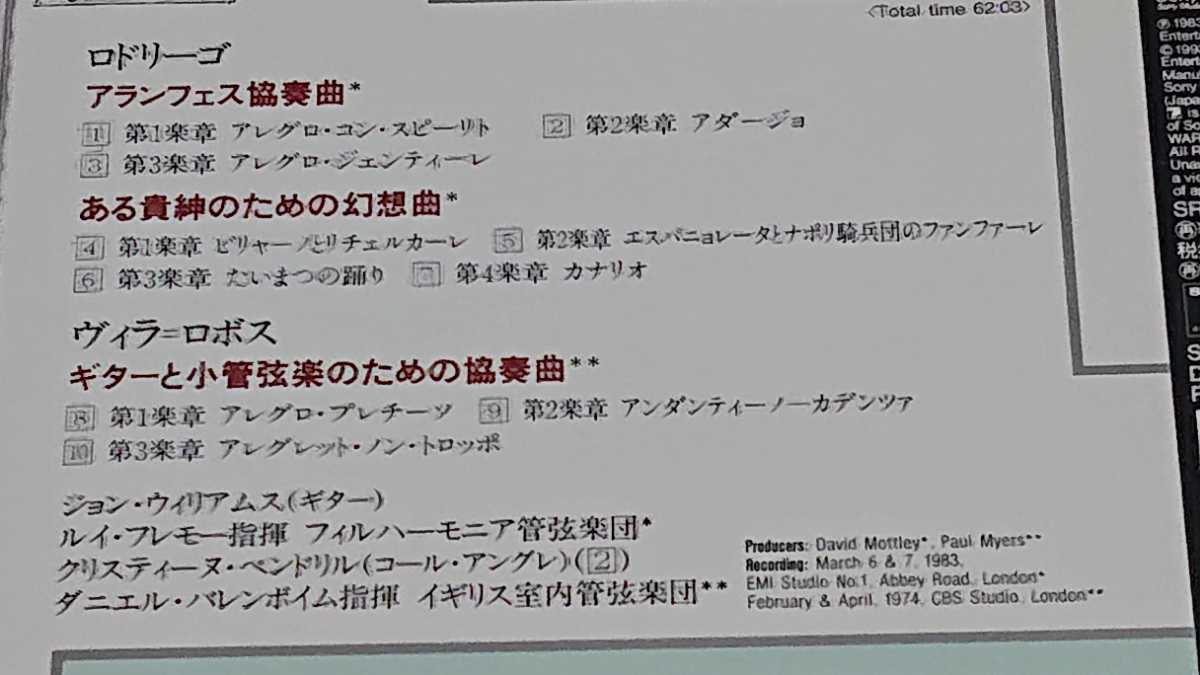 <Total time 62:03>
ロドリーゴ
アランフェス協奏曲*
1 第1楽章 アレグロ・コン・スピーリト 2 第2楽章 アダージョ
3 第3楽章 アレグロ・ジェンティーレ
ある貴紳のための幻想曲*
4 第1楽章 ビリャーノとリチェルカーレ 5 第2楽章 エスパニョレータとナポリ騎兵団のファンファーレ
6 第3楽章 たいまつの踊り 第4楽章 カナリオ
ヴィラ=ロボス
ギターと小管弦楽のための協奏曲**
8 第1楽章 アレグロ・プレチーソ 9 第2楽章 アンダンティーノーカデンツァ
10 第3楽章 アレグレット・ノン・トロッポ
ジョン・ウィリアムス(ギター)
ルイ・フレモー指揮 フィルハーモニア管弦楽団*
クリスティーヌ・ペンドリル(コール・アングレ)(2)
ダニエル・バレンボイム指揮 イギリス室内管弦楽団**
Producers: David Mottley*, Paul Myers**
Recording: March 6 & 7, 1983,
EMI Studio No.1, Abbey Road, London*
February & April, 1974, CBS Studio, London**
Ⓟ 1983
Entert
Entert
Manu
Sony
(Japa
is
of So
WAR
All R
Una
a vi
of a
税